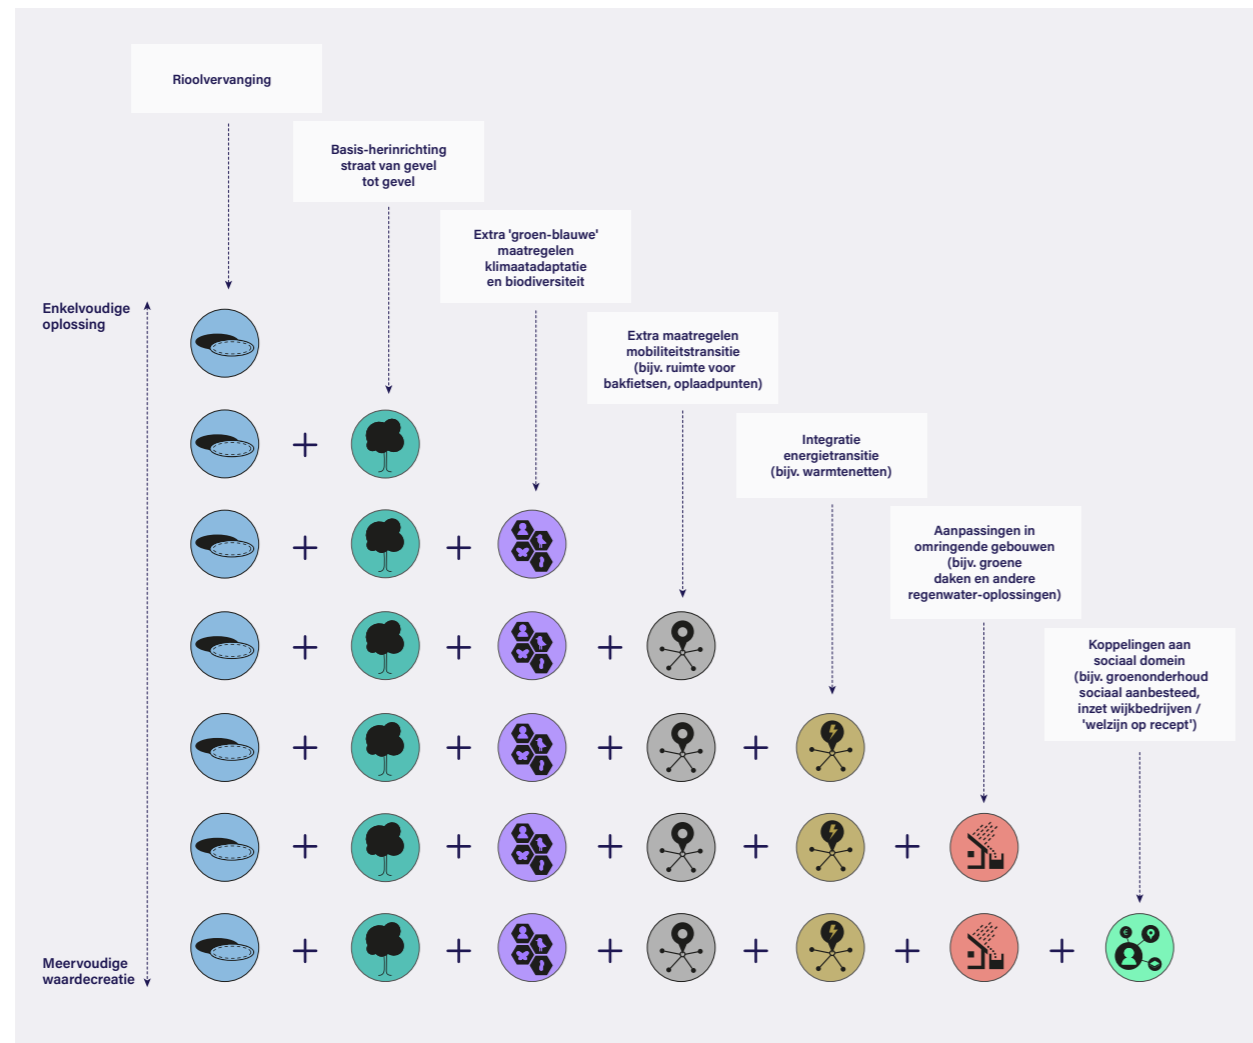 Rioolvervanging
Basis-herinrichting
straat van gevel
tot gevel
Extra 'groen-blauwe'
maatregelen
klimaatadaptatie
en biodiversiteit
Enkelvoudige
oplossing
Extra maatregelen
mobiliteitstransitie
(bijv. ruimte voor
bakfietsen, oplaadpunten)
Integratie
energietransitie
(bijv. warmtenetten)
Aanpassingen in
omringende gebouwen
(bijv. groene
daken en andere
regenwater-oplossingen)
Koppelingen aan
sociaal domein
(bijv. groenonderhoud
sociaal aanbesteed,
inzet wijkbedrijven /
'welzijn op recept')
+
+ +
+ + +
+ + + +
+ + + + +
+ + + + + +
€
Meervoudige
waardecreatie